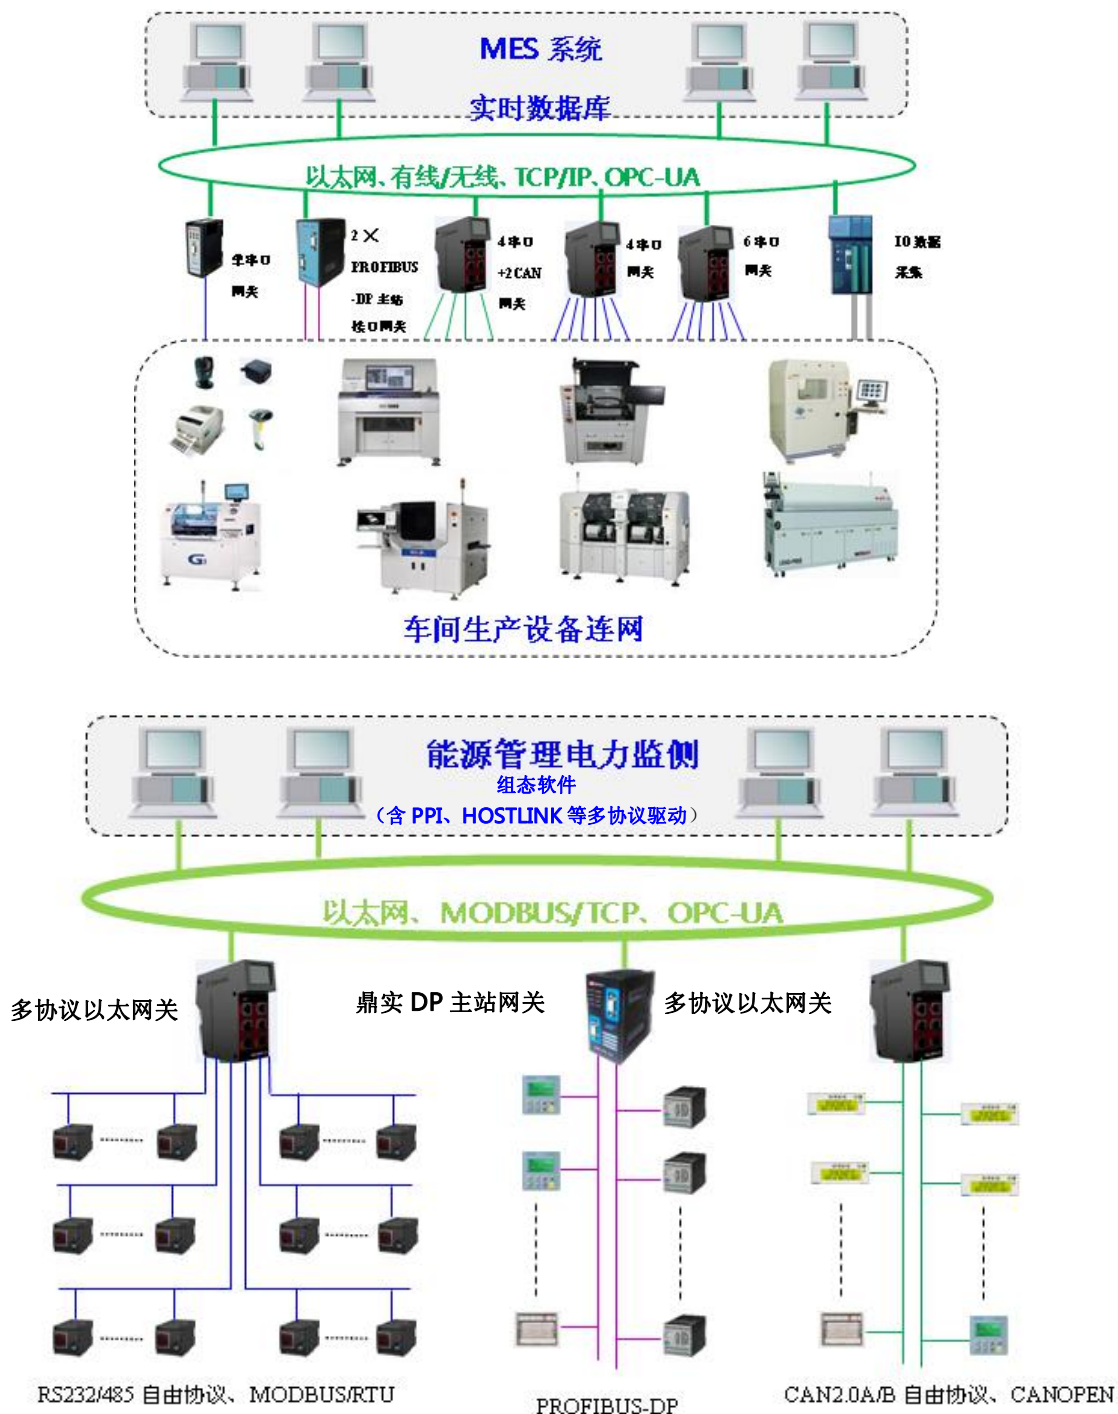 MES 系统
实时数据库
以太网、有线/无线、TCP/IP、OPC-UA
单串口
网关
2 X
PROFIBUS
-DP 主站
接口网关
4串口
+2CAN
网关
4串口
网关
6串口
网关
IO数据
采集
车间生产设备连网
能源管理电力监侧
组态软件
（含 PPI、HOSTLINK 等多协议驱动）
以太网、MODBUS/TCP、OPC-UA
多协议以太网关
鼎实 DP 主站网关
多协议以太网关
RS232/485 自由协议、MODBUS/RTU
PROFIBUS-DP
CAN2.0A/B 自由协议、CANOPEN